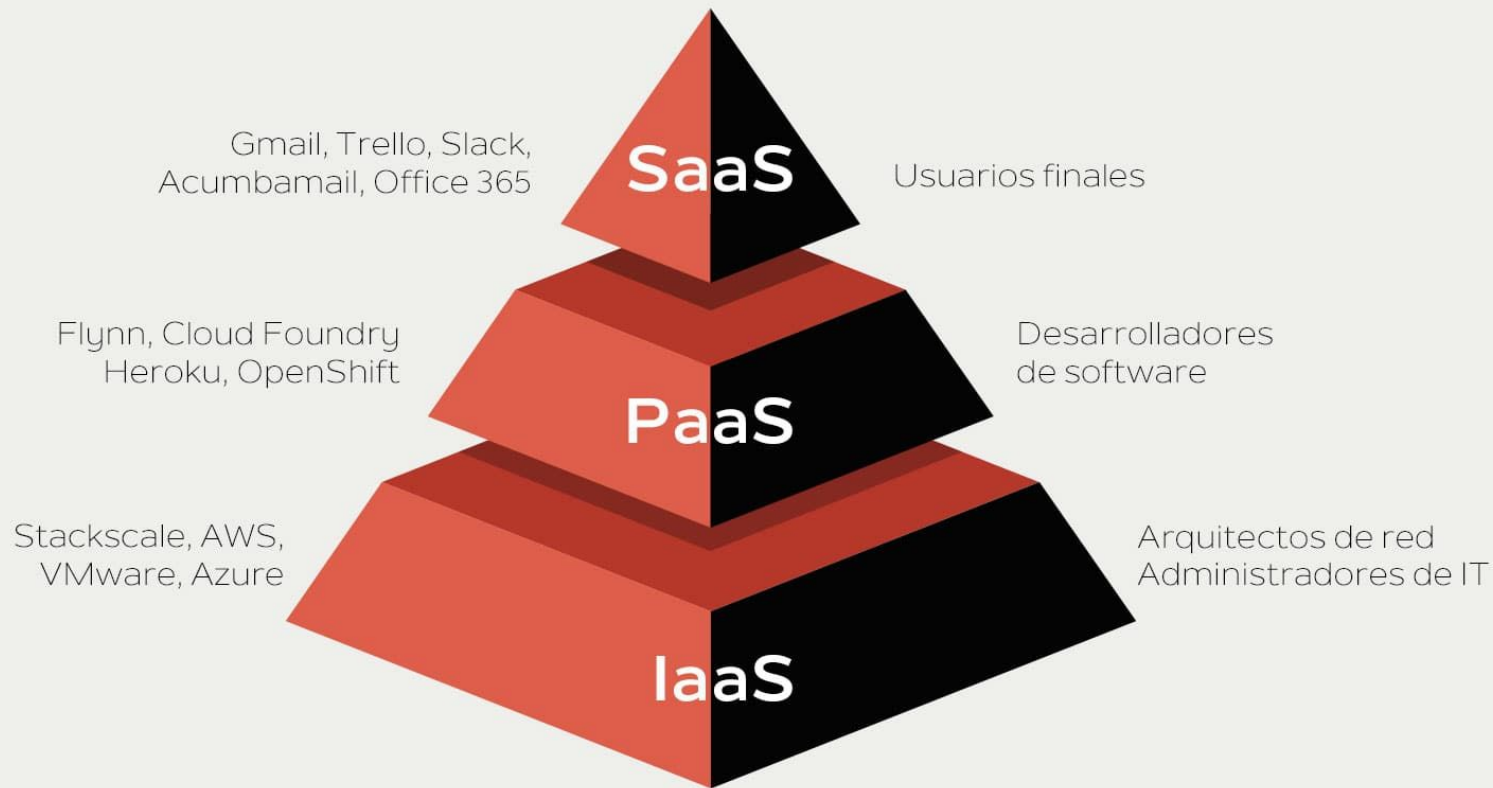 Gmail, Trello, Slack,
Acumbamail, Office 365
SaaS
Usuarios finales
Flynn, Cloud Foundry
Heroku, OpenShift
PaaS
Desarrolladores
de software
Stackscale, AWS,
VMware, Azure
IaaS
Arquitectos de red
Administradores de IT